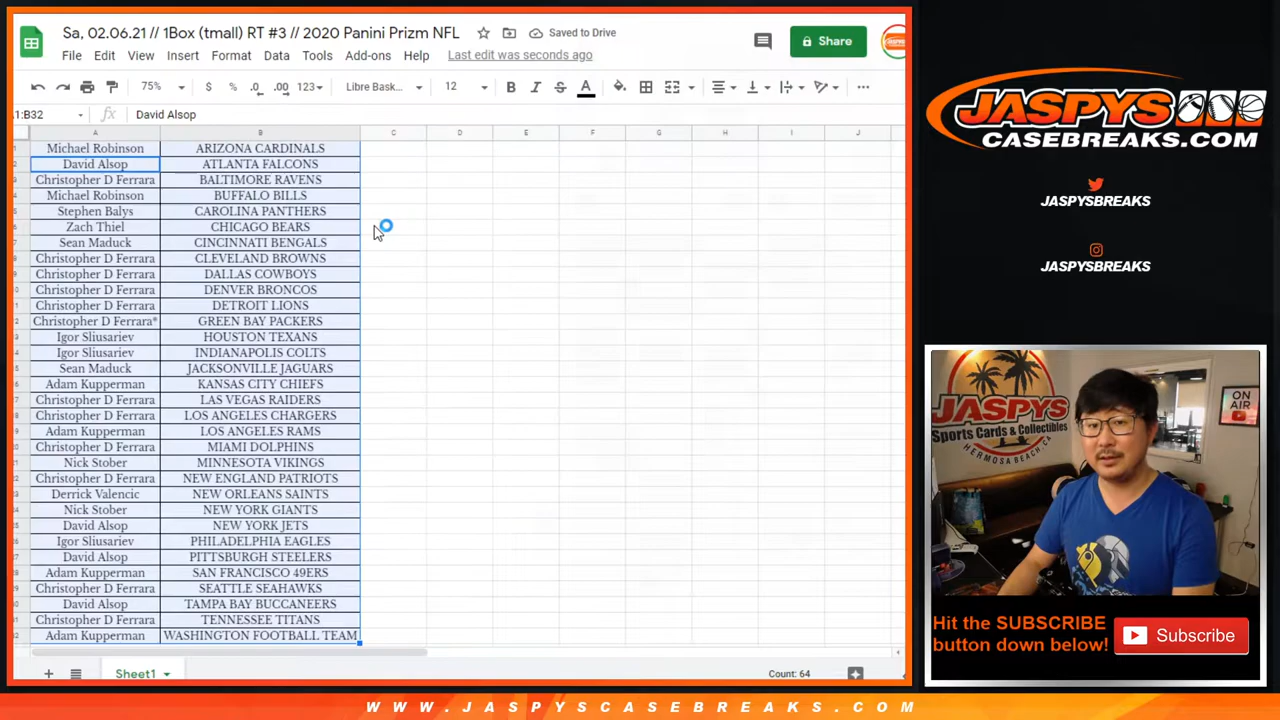 Sa, 02.06.21 // 1Box (tmall) RT #3 // 2020 Panini Prizm NFL
Saved to Drive
Share
File Edit View Insert Format Data Tools Add-ons Help Last edit was seconds ago
75% $ % .0 .00 123 Libre Bask... 12 B I S A
1:B32 fx David Alsop
A B C D E F G H I J
Michael Robinson ARIZONA CARDINALS
David Alsop ATLANTA FALCONS
Christopher D Ferrara BALTIMORE RAVENS
Michael Robinson BUFFALO BILLS
Stephen Balys CAROLINA PANTHERS
Zach Thiel CHICAGO BEARS
Sean Maduck CINCINNATI BENGALS
Christopher D Ferrara CLEVELAND BROWNS
Christopher D Ferrara DALLAS COWBOYS
Christopher D Ferrara DENVER BRONCOS
Christopher D Ferrara DETROIT LIONS
Christopher D Ferrara* GREEN BAY PACKERS
Igor Sliusariev HOUSTON TEXANS
Igor Sliusariev INDIANAPOLIS COLTS
Sean Maduck JACKSONVILLE JAGUARS
Adam Kupperman KANSAS CITY CHIEFS
Christopher D Ferrara LAS VEGAS RAIDERS
Christopher D Ferrara LOS ANGELES CHARGERS
Adam Kupperman LOS ANGELES RAMS
Christopher D Ferrara MIAMI DOLPHINS
Nick Stober MINNESOTA VIKINGS
Christopher D Ferrara NEW ENGLAND PATRIOTS
Derrick Valencic NEW ORLEANS SAINTS
Nick Stober NEW YORK GIANTS
David Alsop NEW YORK JETS
Igor Sliusariev PHILADELPHIA EAGLES
David Alsop PITTSBURGH STEELERS
Adam Kupperman SAN FRANCISCO 49ERS
Christopher D Ferrara SEATTLE SEAHAWKS
David Alsop TAMPA BAY BUCCANEERS
Christopher D Ferrara TENNESSEE TITANS
Adam Kupperman WASHINGTON FOOTBALL TEAM
Sheet1
Count: 64
JASPYS
CASEBREAKS.COM
JASPYSBREAKS
JASPYSBREAKS
JASPYS
Sports Cards & Collectibles
HERMOSA BEACH, CA
ON AIR
Hit the SUBSCRIBE
button down below!
Subscribe
WWW.JASPYSCASEBREAKS.COM